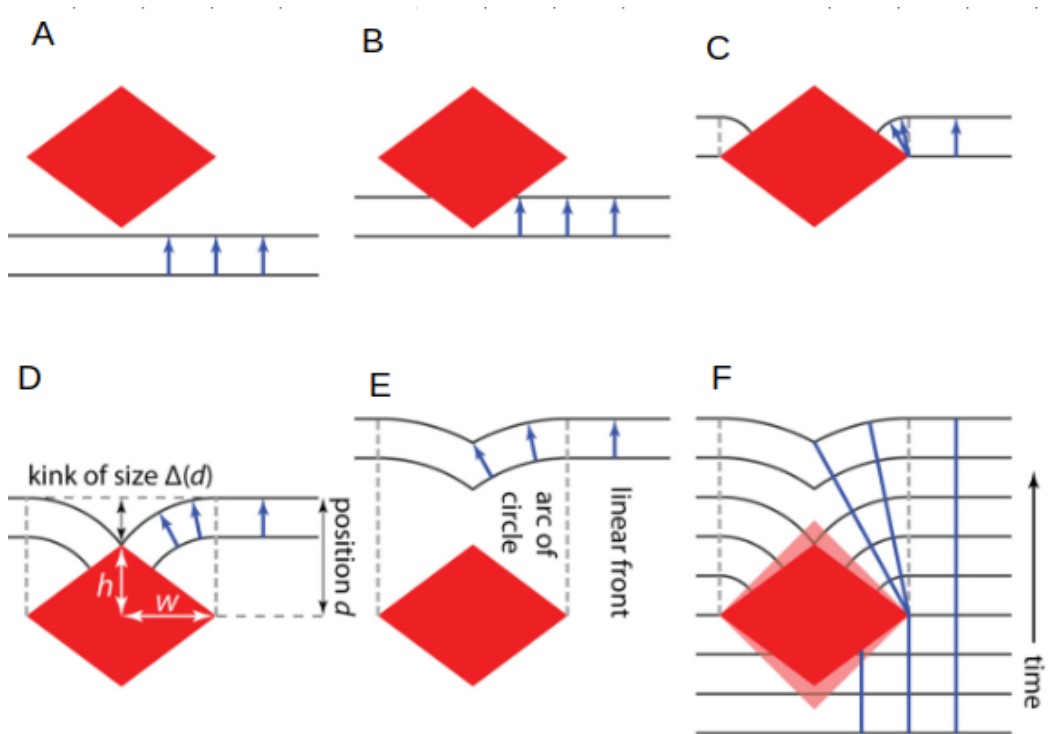 A
B
C
D
E
F
kink of size Δ(d)
position d
h
w
arc of
circle
linear front
time